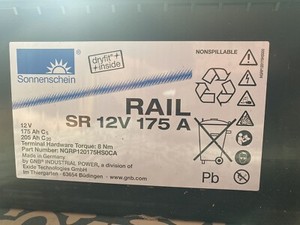 Sonnenschein
dryfit
inside
NONSPILLABLE
RAIL
SR 12V 175 A
12 V
175 Ah C5
205 Ah C20
Terminal Hardware Torque: 8 Nm
Part Number: NGRP120175HS0CA
Made in Germany
by GNB® INDUSTRIAL POWER, a division of
Exide Technologies GmbH
Im Thiergarten - 63654 Büdingen - www.gnb.com
Pb